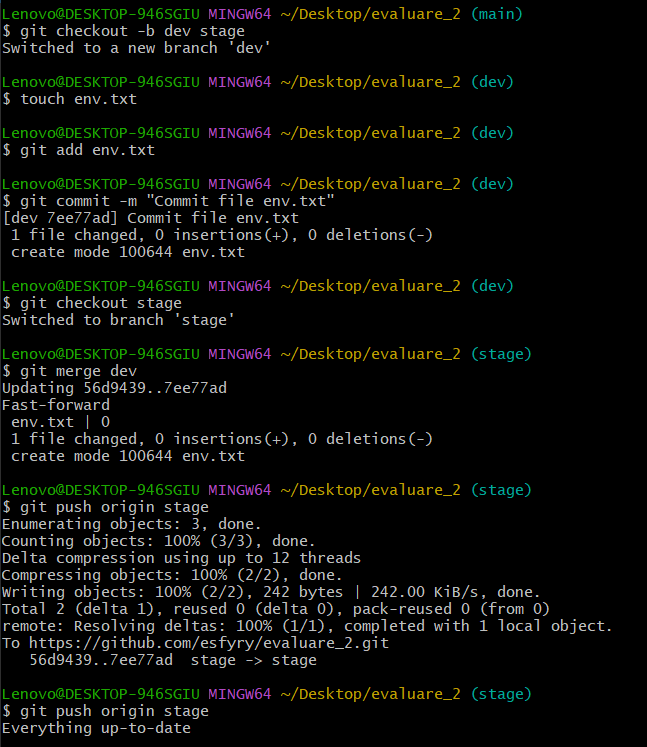 Lenovo@DESKTOP-946SGIU MINGW64 ~/Desktop/evaluare_2 (main)
$ git checkout -b dev stage
Switched to a new branch 'dev'
Lenovo@DESKTOP-946SGIU MINGW64 ~/Desktop/evaluare_2 (dev)
$ touch env.txt
Lenovo@DESKTOP-946SGIU MINGW64 ~/Desktop/evaluare_2 (dev)
$ git add env.txt
Lenovo@DESKTOP-946SGIU MINGW64 ~/Desktop/evaluare_2 (dev)
$ git commit -m "Commit file env.txt"
[dev 7ee77ad] Commit file env.txt
 1 file changed, 0 insertions(+), 0 deletions(-)
 create mode 100644 env.txt
Lenovo@DESKTOP-946SGIU MINGW64 ~/Desktop/evaluare_2 (dev)
$ git checkout stage
Switched to branch 'stage'
Lenovo@DESKTOP-946SGIU MINGW64 ~/Desktop/evaluare_2 (stage)
$ git merge dev
Updating 56d9439..7ee77ad
Fast-forward
 env.txt | 0
 1 file changed, 0 insertions(+), 0 deletions(-)
 create mode 100644 env.txt
Lenovo@DESKTOP-946SGIU MINGW64 ~/Desktop/evaluare_2 (stage)
$ git push origin stage
Enumerating objects: 3, done.
Counting objects: 100% (3/3), done.
Delta compression using up to 12 threads
Compressing objects: 100% (2/2), done.
Writing objects: 100% (2/2), 242 bytes | 242.00 KiB/s, done.
Total 2 (delta 1), reused 0 (delta 0), pack-reused 0 (from 0)
remote: Resolving deltas: 100% (1/1), completed with 1 local object.
To https://github.com/esfyry/evaluare_2.git
   56d9439..7ee77ad  stage -> stage
Lenovo@DESKTOP-946SGIU MINGW64 ~/Desktop/evaluare_2 (stage)
$ git push origin stage
Everything up-to-date